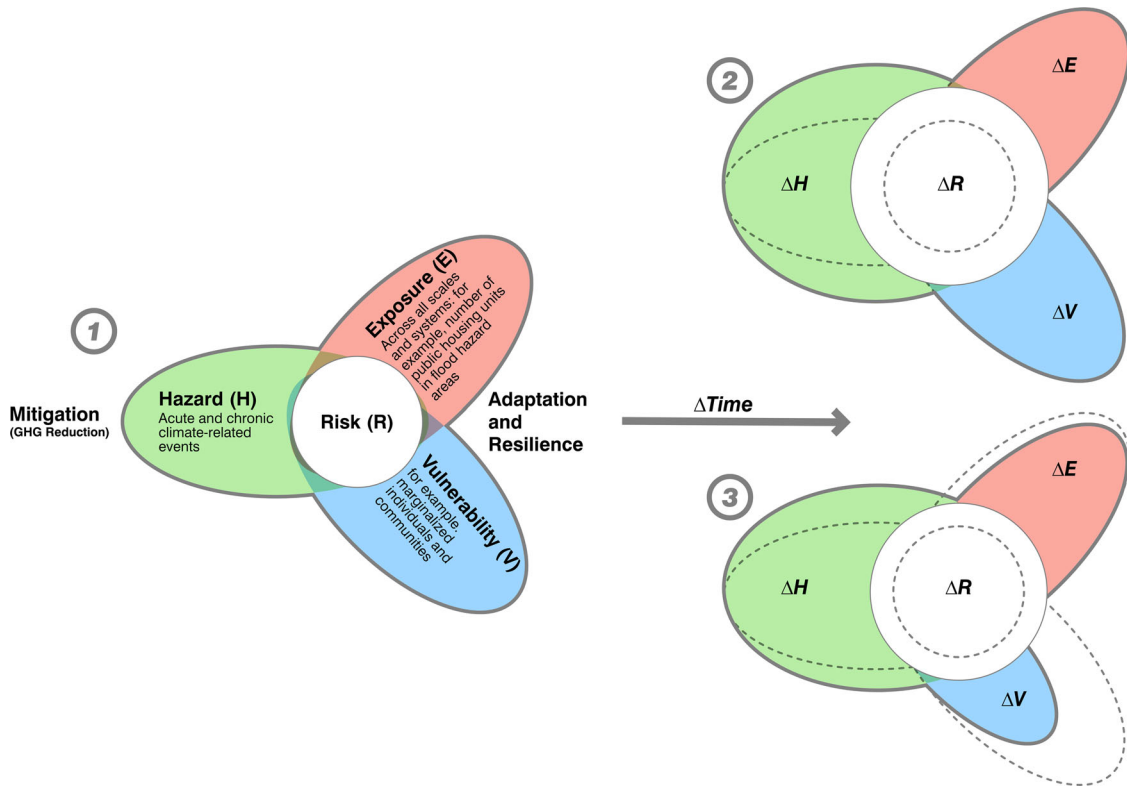 1
Mitigation
(GHG Reduction)
Hazard (H)
Acute and chronic
climate-related
events
Risk (R)
Exposure (E)
Across all scales
and systems: for
example, number of
public housing units
in flood hazard
areas
Vulnerability (V)
for example.
marginalized
individuals and
communities
Adaptation
and
Resilience
ΔTime
2
ΔH
ΔR
ΔE
ΔV
3
ΔH
ΔR
ΔE
ΔV